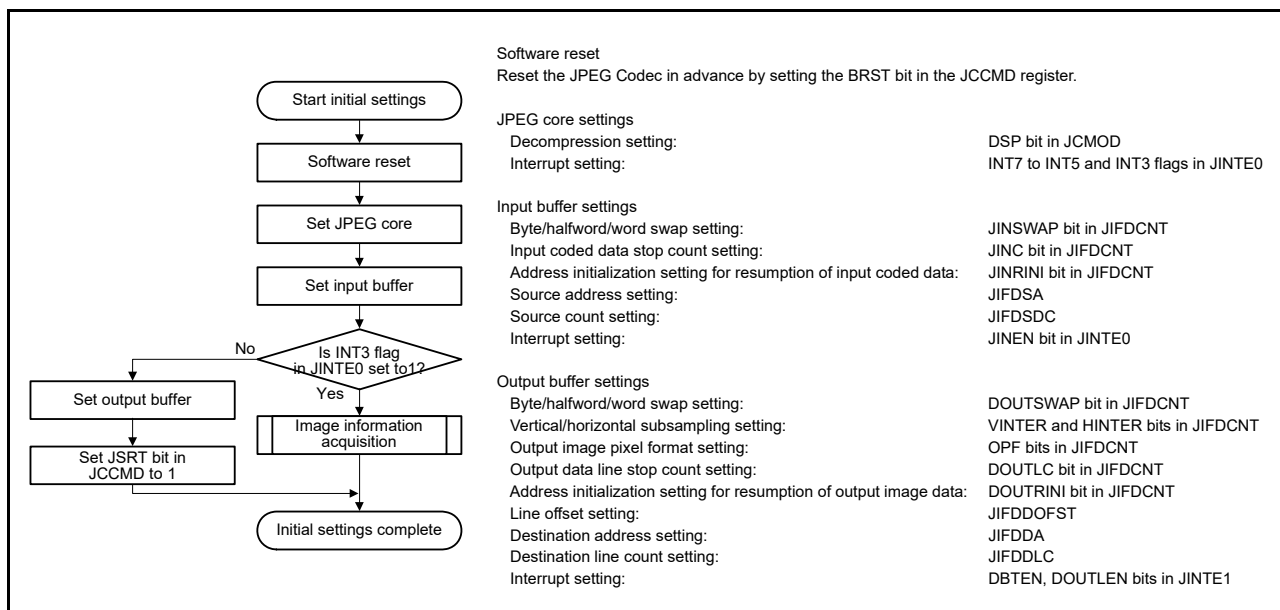 Start initial settings
Software reset
Set JPEG core
Set input buffer
No
Is INT3 flag
in JINTE0 set to1?
Yes
Set output buffer
Image information
acquisition
Set JSRT bit in
JCCMD to 1
Initial settings complete
Software reset
Reset the JPEG Codec in advance by setting the BRST bit in the JCCMD register.
JPEG core settings
Decompression setting: DSP bit in JCMOD
Interrupt setting: INT7 to INT5 and INT3 flags in JINTE0
Input buffer settings
Byte/halfword/word swap setting: JINSWAP bit in JIFDCNT
Input coded data stop count setting: JINC bit in JIFDCNT
Address initialization setting for resumption of input coded data: JINRINI bit in JIFDCNT
Source address setting: JIFDSA
Source count setting: JIFDSDC
Interrupt setting: JINEN bit in JINTE0
Output buffer settings
Byte/halfword/word swap setting: DOUTSWAP bit in JIFDCNT
Vertical/horizontal subsampling setting: VINTER and HINTER bits in JIFDCNT
Output image pixel format setting: OPF bits in JIFDCNT
Output data line stop count setting: DOUTLC bit in JIFDCNT
Address initialization setting for resumption of output image data: DOUTRINI bit in JIFDCNT
Line offset setting: JIFDDOFST
Destination address setting: JIFDDA
Destination line count setting: JIFDDLC
Interrupt setting: DBTEN, DOUTLEN bits in JINTE1